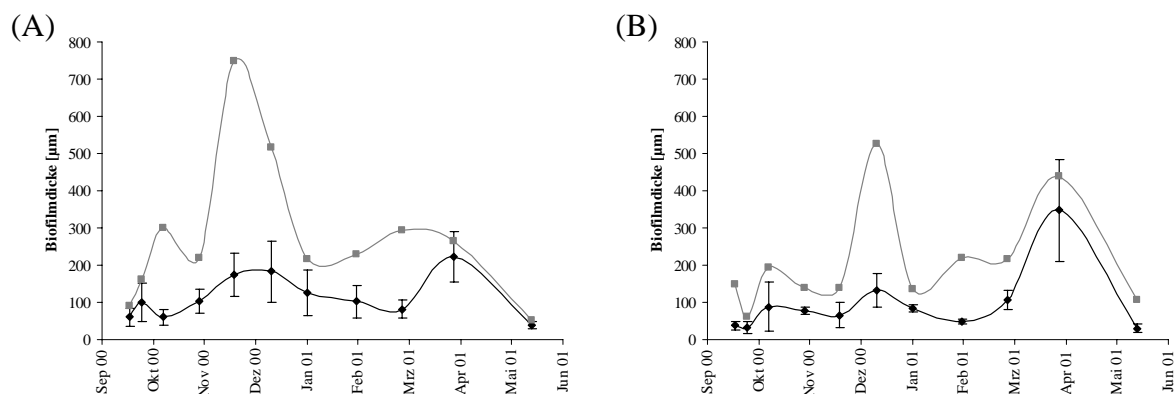 (A)
Biofilmdicke [µm]
800
700
600
500
400
300
200
100
0
Sep 00
Okt 00
Nov 00
Dez 00
Jan 01
Feb 01
Mrz 01
Apr 01
Mai 01
Jun 01
(B)
Biofilmdicke [µm]
800
700
600
500
400
300
200
100
0
Sep 00
Okt 00
Nov 00
Dez 00
Jan 01
Feb 01
Mrz 01
Apr 01
Mai 01
Jun 01